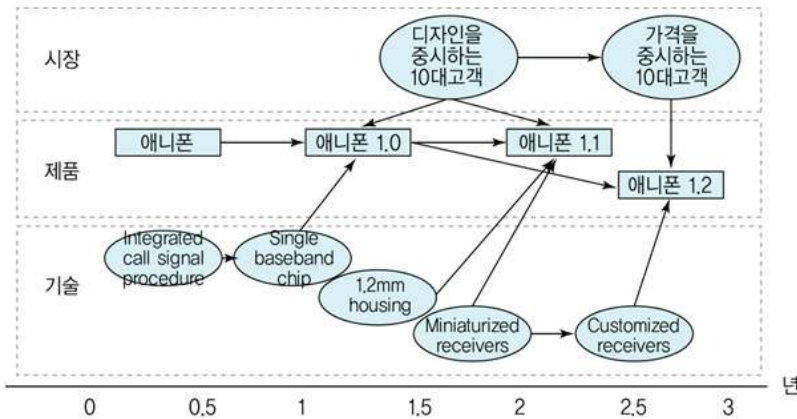 시장
디자인을
중시하는
10대고객
가격을
중시하는
10대고객
제품
애니폰
애니폰 1.0
애니폰 1.1
애니폰 1.2
기술
Integrated
call signal
procedure
Single
baseband
chip
1.2mm
housing
Miniaturized
receivers
Customized
receivers
0 0.5 1 1.5 2 2.5 3 년